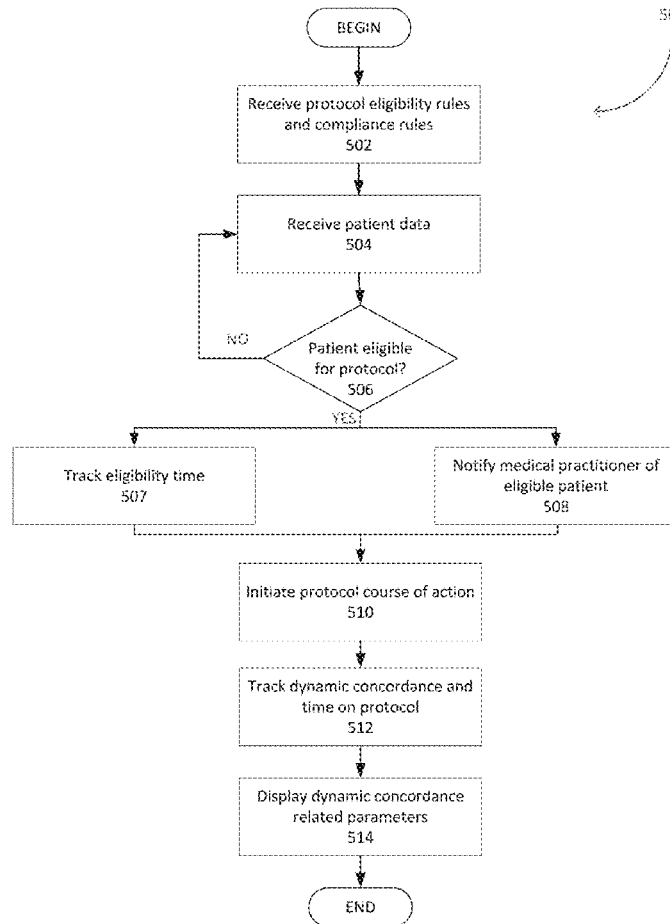 BEGIN
Receive protocol eligibility rules
and compliance rules
502
Receive patient data
504
NO
Patient eligible
for protocol?
506
YES
Track eligibility time
507
Notify medical practitioner of
eligible patient
508
Initiate protocol course of action
510
Track dynamic concordance and
time on protocol
512
Display dynamic concordance
related parameters
514
END